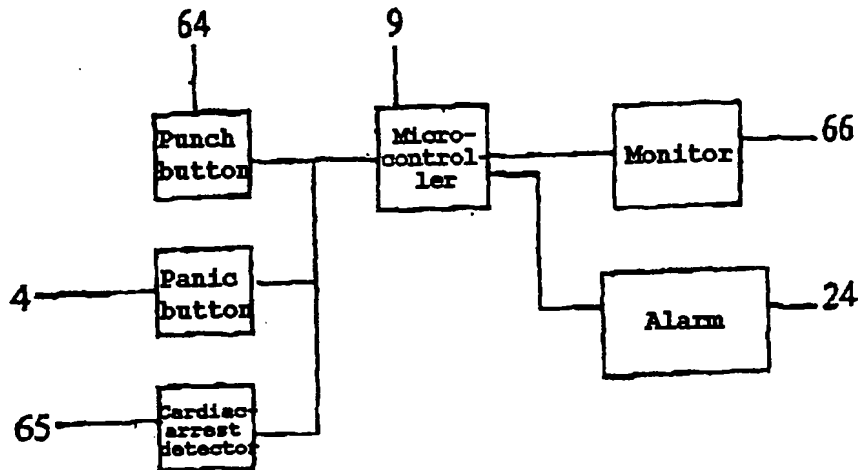 64
9
Punch
button
Micro-
control
ler
Monitor
66
4
Panic
button
Alarm
24
65
Cardiac-
arrest
detector